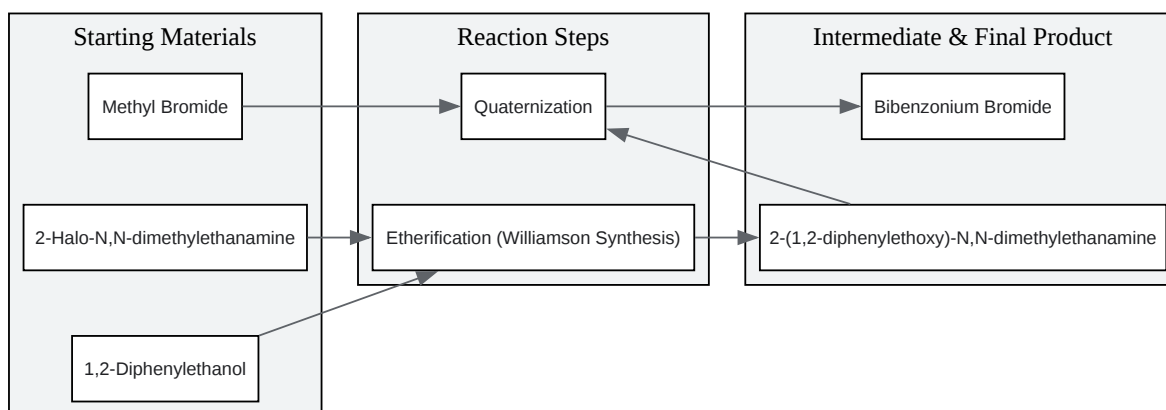 Starting Materials
Reaction Steps
Intermediate & Final Product
Methyl Bromide
Quaternization
Bibenzonium Bromide
2-Halo-N,N-dimethylethanamine
Etherification (Williamson Synthesis)
2-(1,2-diphenylethoxy)-N,N-dimethylethanamine
1,2-Diphenylethanol